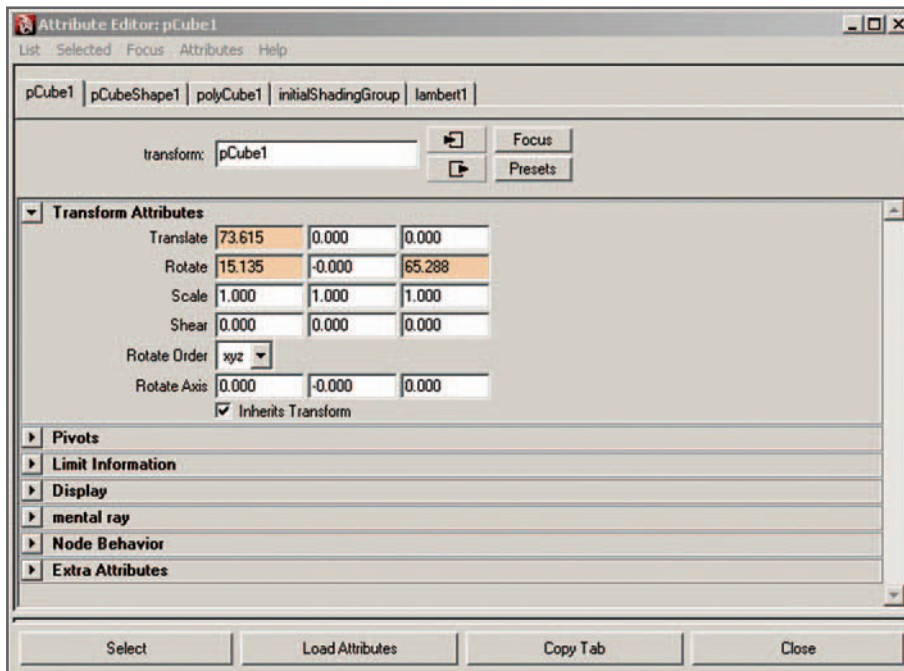 Attribute Editor: pCube1
List Selected Focus Attributes Help
pCube1 pCubeShape1 polyCube1 initialShadingGroup lambert1
transform: pCube1 Focus
Presets
Transform Attributes
Translate 73.615 0.000 0.000
Rotate 15.135 -0.000 65.288
Scale 1.000 1.000 1.000
Shear 0.000 0.000 0.000
Rotate Order xyz
Rotate Axis 0.000 -0.000 0.000
Inherits Transform
Pivots
Limit Information
Display
mental ray
Node Behavior
Extra Attributes
Select Load Attributes Copy Tab Close